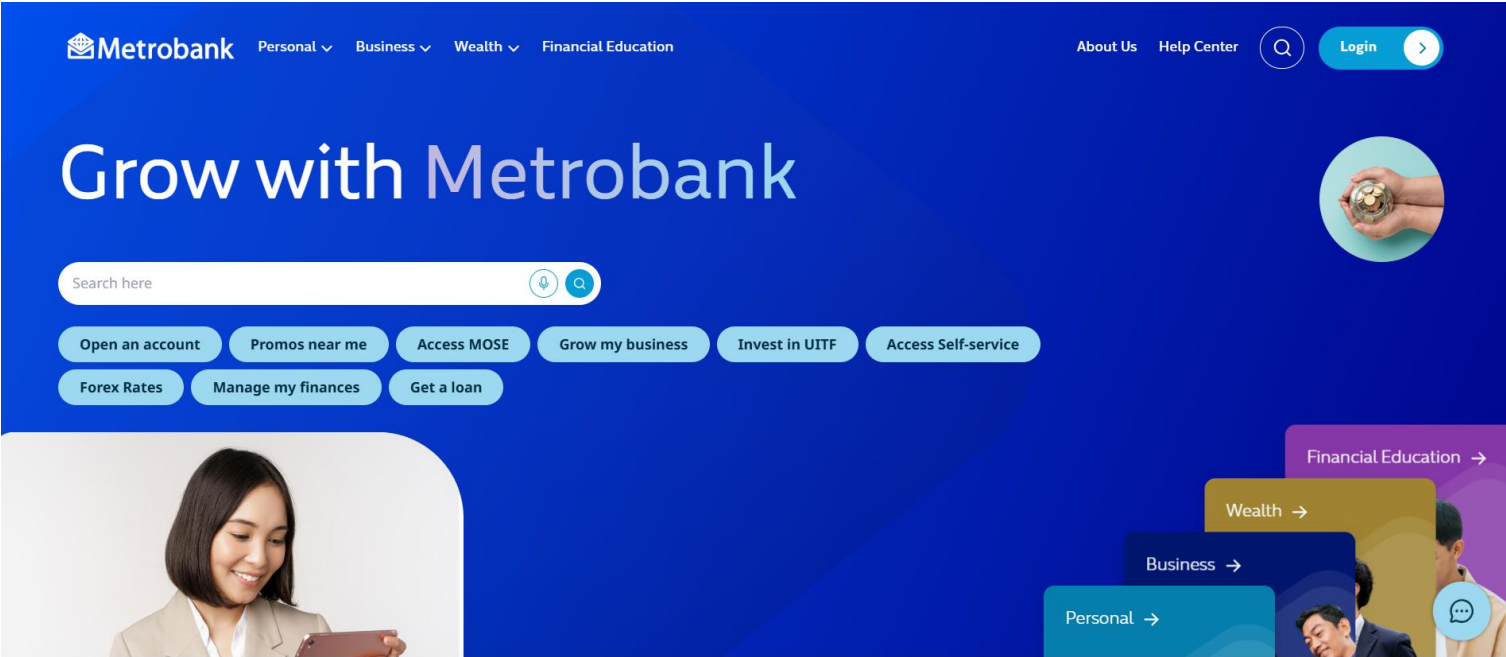 Metrobank Personal Business Wealth Financial Education About Us Help Center Login
Grow with Metrobank
Search here
Open an account Promos near me Access MOSE Grow my business Invest in UITF Access Self-service
Forex Rates Manage my finances Get a loan
Financial Education →
Wealth →
Business →
Personal →